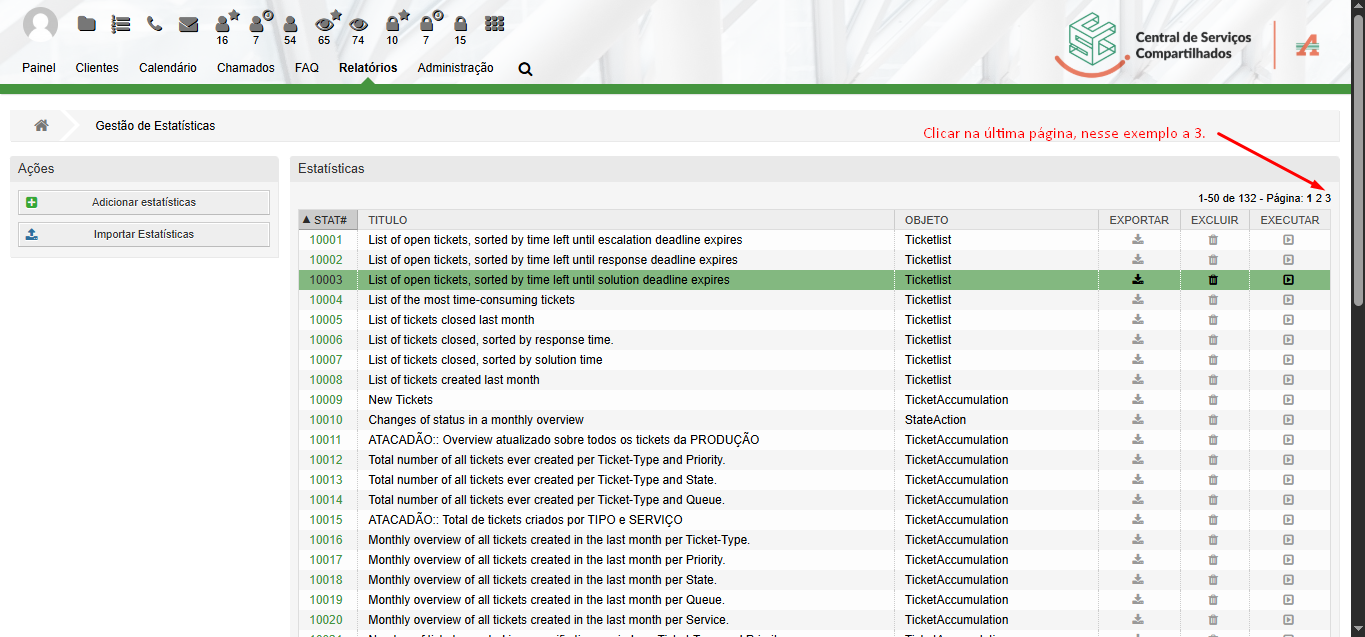 16 7 54 65 74 10 7 15
Painel Clientes Calendário Chamados FAQ Relatórios Administração
Central de Serviços
Compartilhados
Gestão de Estatísticas
Clicar na última página, nesse exemplo a 3.
Ações
Adicionar estatísticas
Importar Estatísticas
Estatísticas
1-50 de 132 - Página: 1 2 3
STAT# TITULO OBJETO EXPORTAR EXCLUIR EXECUTAR
10001 List of open tickets, sorted by time left until escalation deadline expires Ticketlist
10002 List of open tickets, sorted by time left until response deadline expires Ticketlist
10003 List of open tickets, sorted by time left until solution deadline expires Ticketlist
10004 List of the most time-consuming tickets Ticketlist
10005 List of tickets closed last month Ticketlist
10006 List of tickets closed, sorted by response time. Ticketlist
10007 List of tickets closed, sorted by solution time Ticketlist
10008 List of tickets created last month Ticketlist
10009 New Tickets TicketAccumulation
10010 Changes of status in a monthly overview StateAction
10011 ATACADÃO:: Overview atualizado sobre todos os tickets da PRODUÇÃO TicketAccumulation
10012 Total number of all tickets ever created per Ticket-Type and Priority. TicketAccumulation
10013 Total number of all tickets ever created per Ticket-Type and State. TicketAccumulation
10014 Total number of all tickets ever created per Ticket-Type and Queue. TicketAccumulation
10015 ATACADÃO:: Total de tickets criados por TIPO e SERVIÇO TicketAccumulation
10016 Monthly overview of all tickets created in the last month per Ticket-Type. TicketAccumulation
10017 Monthly overview of all tickets created in the last month per Priority. TicketAccumulation
10018 Monthly overview of all tickets created in the last month per State. TicketAccumulation
10019 Monthly overview of all tickets created in the last month per Queue. TicketAccumulation
10020 Monthly overview of all tickets created in the last month per Service. TicketAccumulation